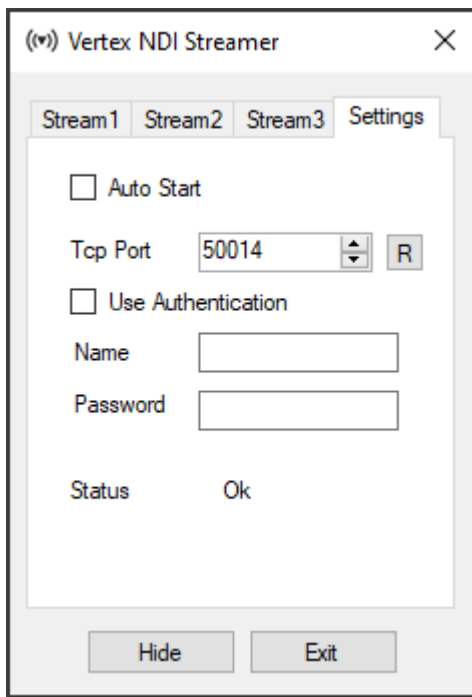 Vertex NDI Streamer
Stream1 Stream2 Stream3 Settings
Auto Start
Tcp Port 50014 R
Use Authentication
Name
Password
Status Ok
Hide Exit